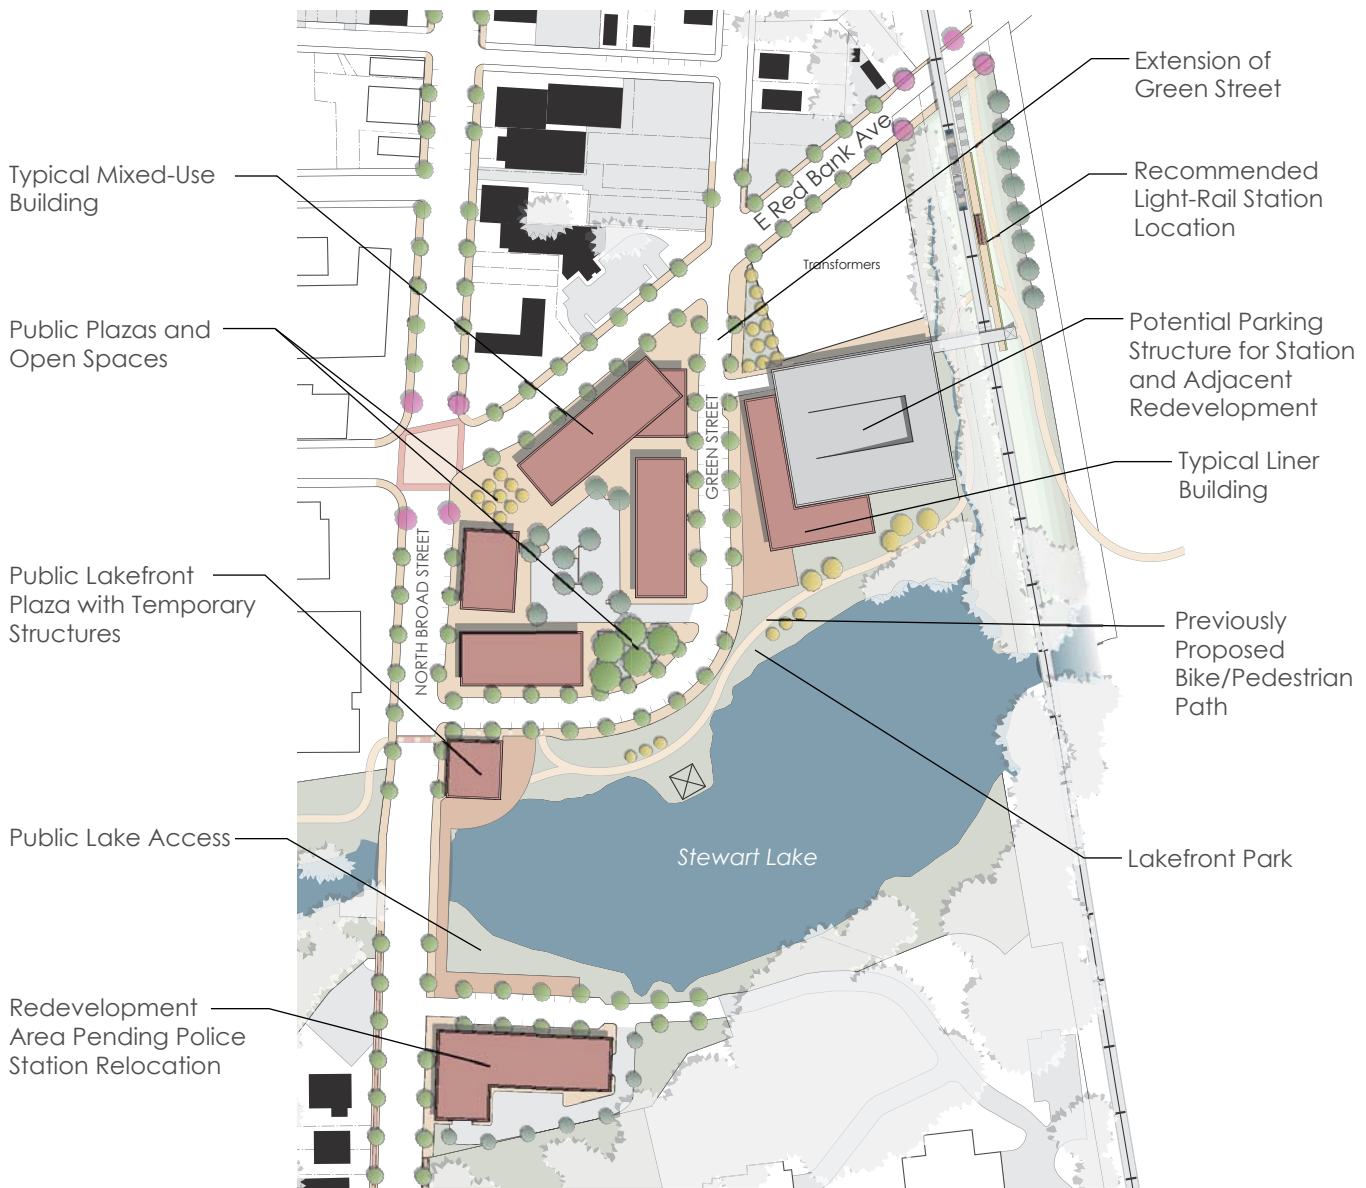 Extension of
Green Street
E Red Bank Ave
Typical Mixed-Use
Building
Recommended
Light-Rail Station
Location
Transformers
Public Plazas and
Open Spaces
Potential Parking
Structure for Station
and Adjacent
Redevelopment
GREEN STREET
Typical Liner
Building
NORTH BROAD STREET
Public Lakefront
Plaza with Temporary
Structures
Previously
Proposed
Bike/Pedestrian
Path
Public Lake Access
Stewart Lake
Lakefront Park
Redevelopment
Area Pending Police
Station Relocation